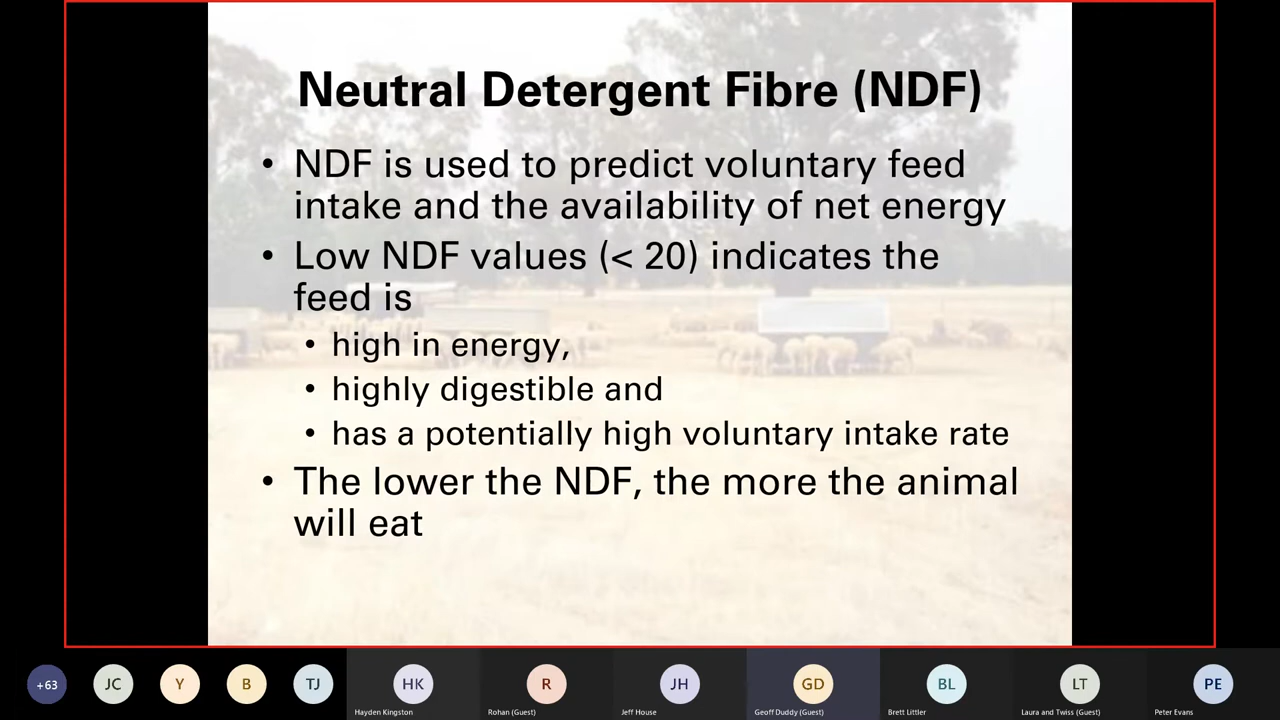 Neutral Detergent Fibre (NDF)
• NDF is used to predict voluntary feed
intake and the availability of net energy
• Low NDF values (< 20) indicates the
feed is
• high in energy,
• highly digestible and
• has a potentially high voluntary intake rate
• The lower the NDF, the more the animal
will eat
+63 JC Y B TJ HK R JH GD BL LT PE
Hayden Kingston Rohan (Guest) Jeff House Geoff Duddy (Guest) Brett Littler Laura and Twiss (Guest) Peter Evans